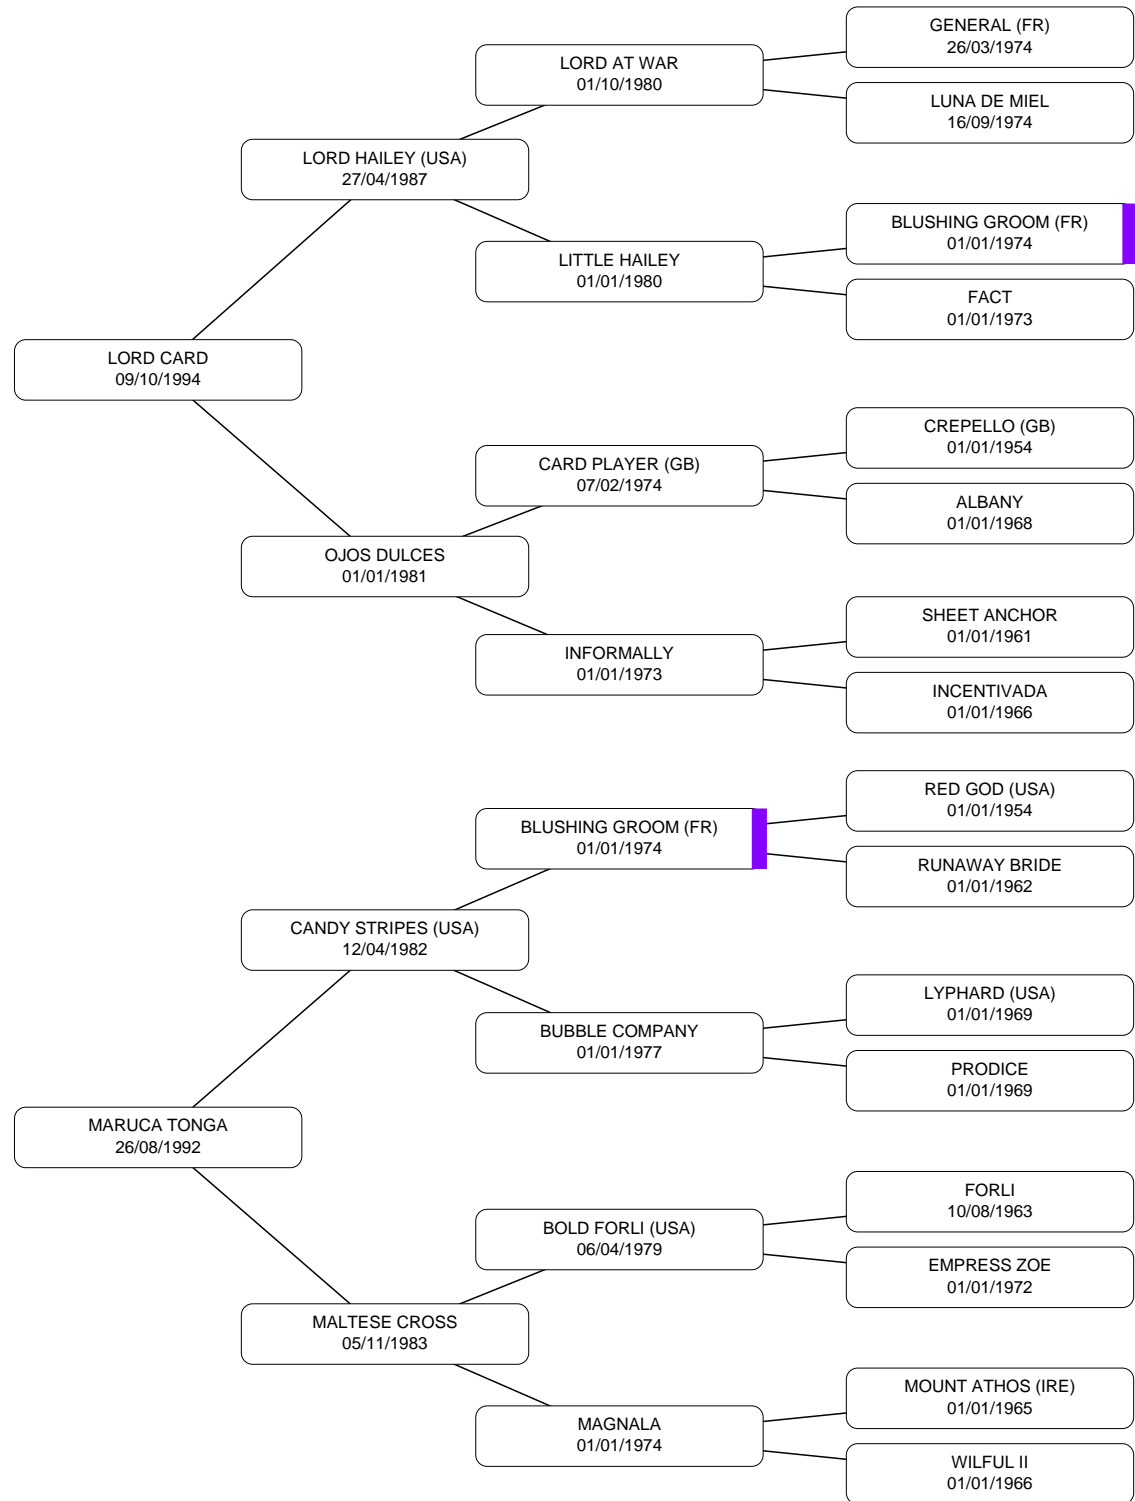 GENERAL (FR)
26/03/1974
LORD AT WAR
01/10/1980
LUNA DE MIEL
16/09/1974
LORD HAILEY (USA)
27/04/1987
BLUSHING GROOM (FR)
01/01/1974
LITTLE HAILEY
01/01/1980
FACT
01/01/1973
LORD CARD
09/10/1994
CREPELLO (GB)
01/01/1954
CARD PLAYER (GB)
07/02/1974
ALBANY
01/01/1968
OJOS DULCES
01/01/1981
SHEET ANCHOR
01/01/1961
INFORMALLY
01/01/1973
INCENTIVADA
01/01/1966
RED GOD (USA)
01/01/1954
BLUSHING GROOM (FR)
01/01/1974
RUNAWAY BRIDE
01/01/1962
CANDY STRIPES (USA)
12/04/1982
LYPHARD (USA)
01/01/1969
BUBBLE COMPANY
01/01/1977
PRODICE
01/01/1969
MARUCA TONGA
26/08/1992
FORLI
10/08/1963
BOLD FORLI (USA)
06/04/1979
EMPRESS ZOE
01/01/1972
MALTESE CROSS
05/11/1983
MOUNT ATHOS (IRE)
01/01/1965
MAGNALA
01/01/1974
WILFUL II
01/01/1966